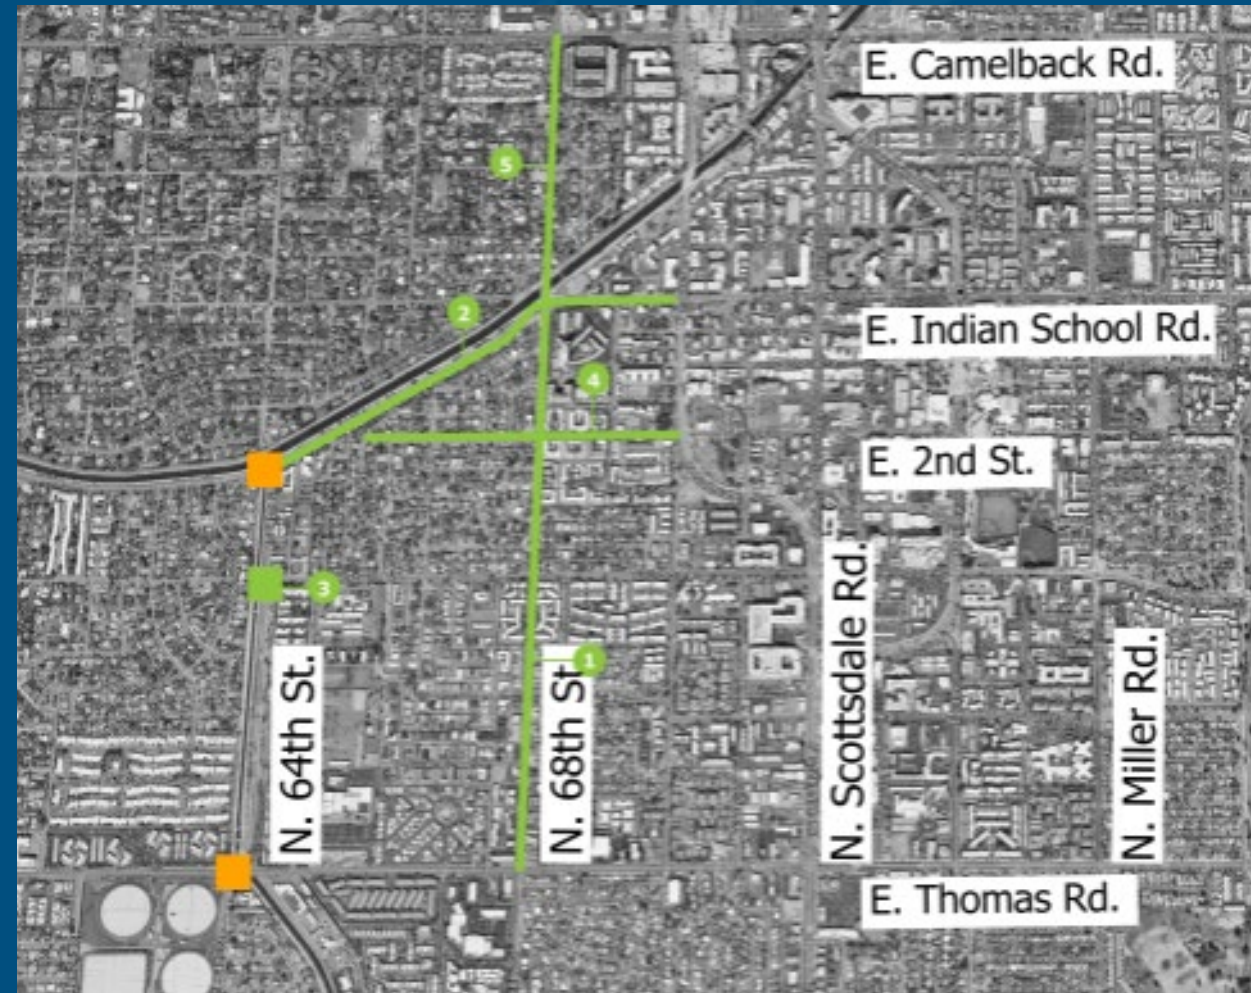 E. Camelback Rd.
5
2
E. Indian School Rd.
4
E. 2nd St.
3
1
N. 64th St.
N. 68th St.
N. Scottsdale Rd.
N. Miller Rd.
E. Thomas Rd.